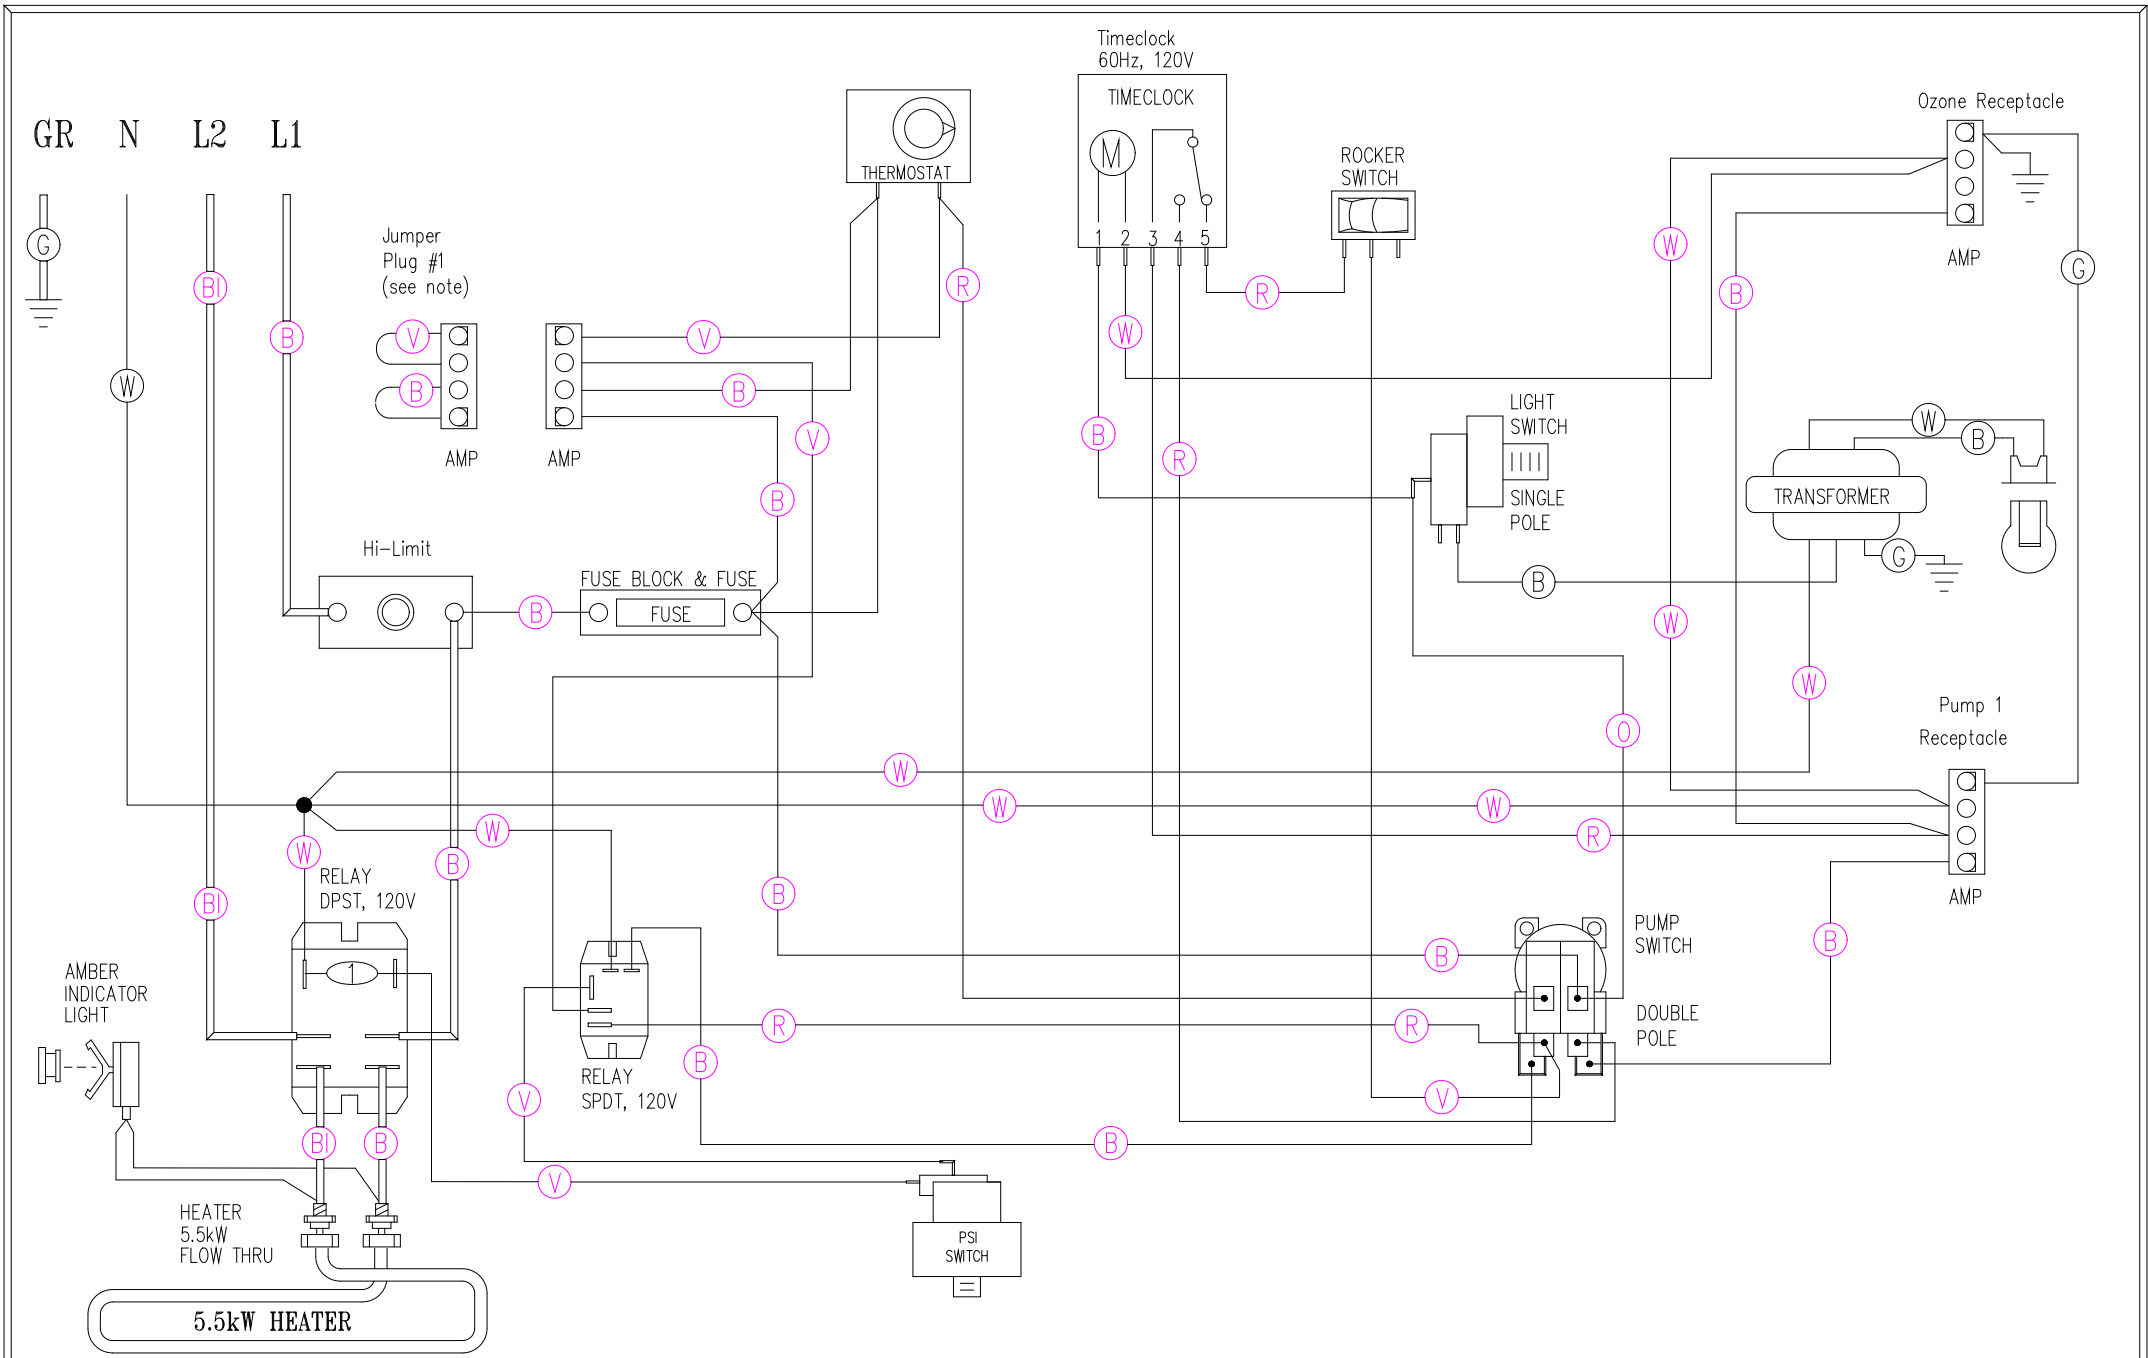 Timeclock
60Hz, 120V
TIMECLOCK
M
1 2 3 4 5
GR N L2 L1
THERMOSTAT
ROCKER
SWITCH
Ozone Receptacle
AMP
G
W
B
G
Jumper
Plug #1
(see note)
Bl
B
V
B
V
B
R
R
W
W
V
B
R
B
AMP
AMP
LIGHT
SWITCH
SINGLE
POLE
W
B
TRANSFORMER
G
B
Hi-Limit
FUSE BLOCK & FUSE
FUSE
B
B
W
W
O
Pump 1
Receptacle
AMP
W
W
W
R
W
W
B
RELAY
DPST, 120V
1
Bl
B
B
B
PUMP
SWITCH
DOUBLE
POLE
AMBER
INDICATOR
LIGHT
R
R
B
RELAY
SPDT, 120V
V
V
Bl
B
B
V
HEATER
5.5kW
FLOW THRU
PSI
SWITCH
5.5kW HEATER